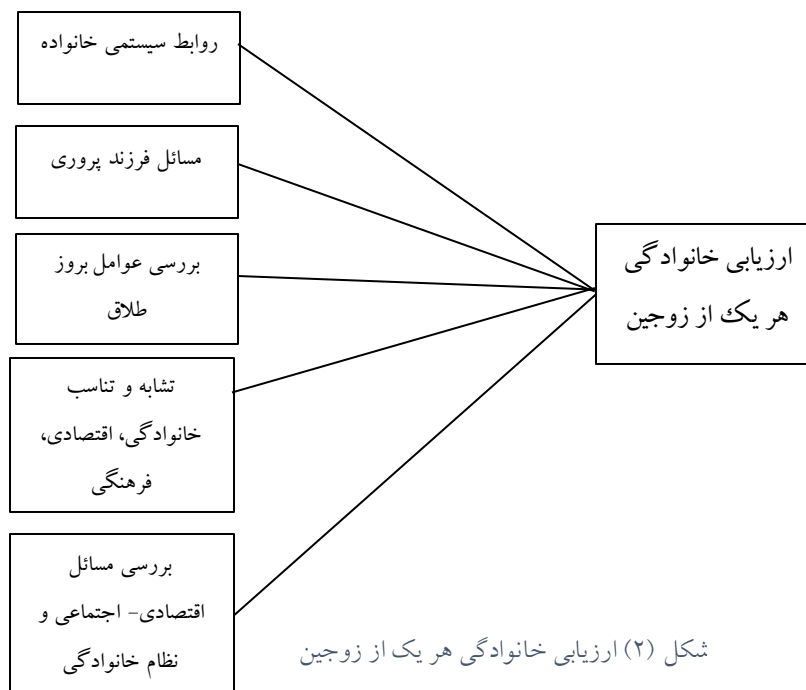 روابط سیستمی خانواده
مسائل فرزند پروری
بررسی عوامل بروز
طلاق
تشابه و تناسب
خانوادگی، اقتصادی،
فرهنگی
بررسی مسائل
اقتصادی- اجتماعی و
نظام خانوادگی
ارزیابی خانوادگی
هر یک از زوجین
شکل (۲) ارزیابی خانوادگی هر یک از زوجین